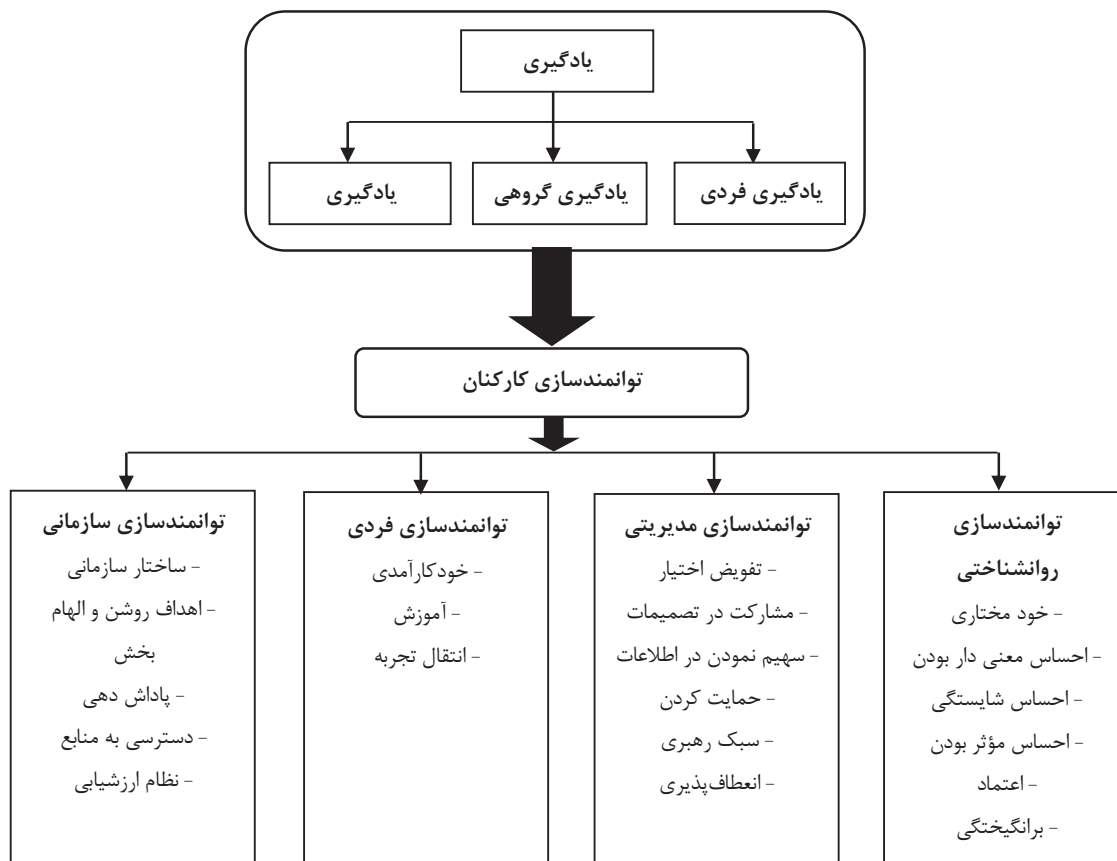 یادگیری
یادگیری فردی
یادگیری گروهی
یادگیری
توانمندسازی کارکنان
توانمندسازی
روانشناختی
- خود مختاری
- احساس معنی دار بودن
- احساس شایستگی
- احساس مؤثر بودن
- اعتماد
- برانگیختگی
توانمندسازی مدیریتی
- تفویض اختیار
- مشارکت در تصمیمات
- سهیم نمودن در اطلاعات
- حمایت کردن
- سبک رهبری
- انعطاف‌پذیری
توانمندسازی فردی
- خودکارآمدی
- آموزش
- انتقال تجربه
توانمندسازی سازمانی
- ساختار سازمانی
- اهداف روشن و الهام
بخش
- پاداش دهی
- دسترسی به منابع
- نظام ارزشیابی